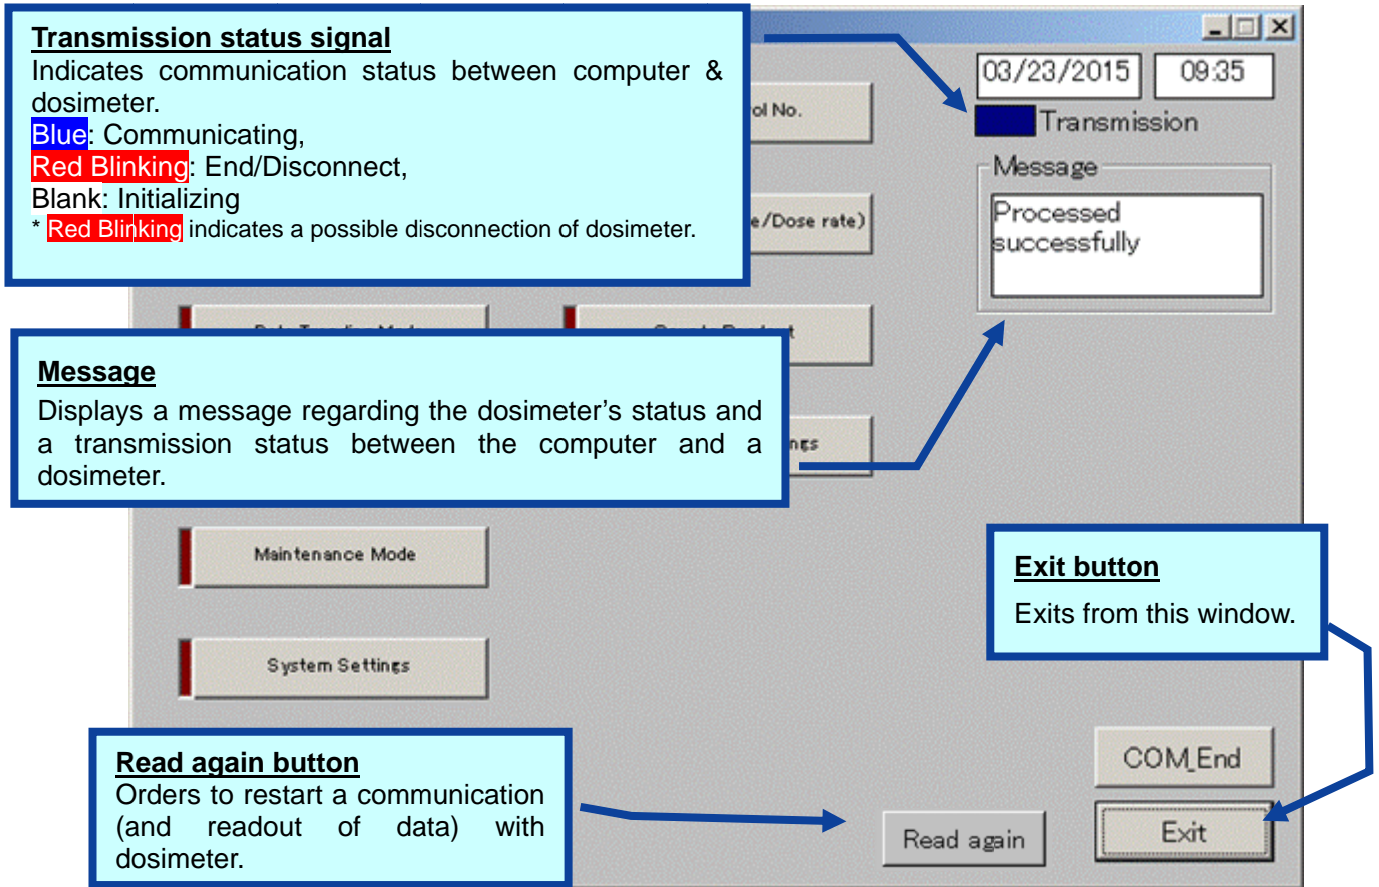 Transmission status signal
Indicates communication status between computer &
dosimeter.
Blue: Communicating,
Red Blinking: End/Disconnect,
Blank: Initializing
* Red Blinking indicates a possible disconnection of dosimeter.
03/23/2015 09:35
Transmission
Message
Processed
successfully
No.
/Dose rate)
Message
Displays a message regarding the dosimeter’s status and
a transmission status between the computer and a
dosimeter.
Maintenance Mode
System Settings
Exit button
Exits from this window.
Read again button
Orders to restart a communication
(and readout of data) with
dosimeter.
COM_End
Read again
Exit